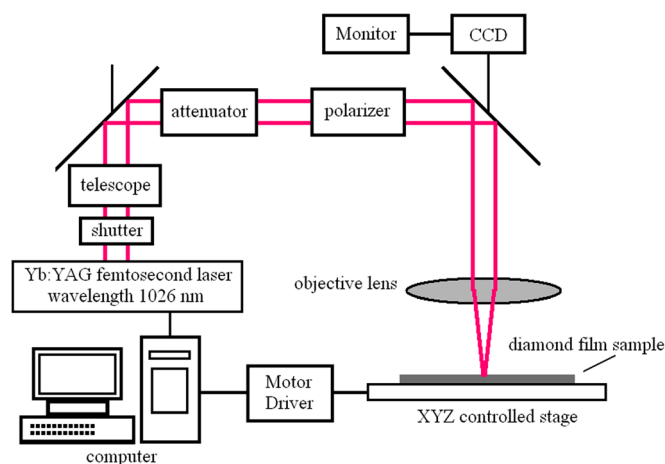 Monitor
CCD
attenuator
polarizer
telescope
shutter
Yb:YAG femtosecond laser
wavelength 1026 nm
objective lens
diamond film sample
Motor
Driver
XYZ controlled stage
computer